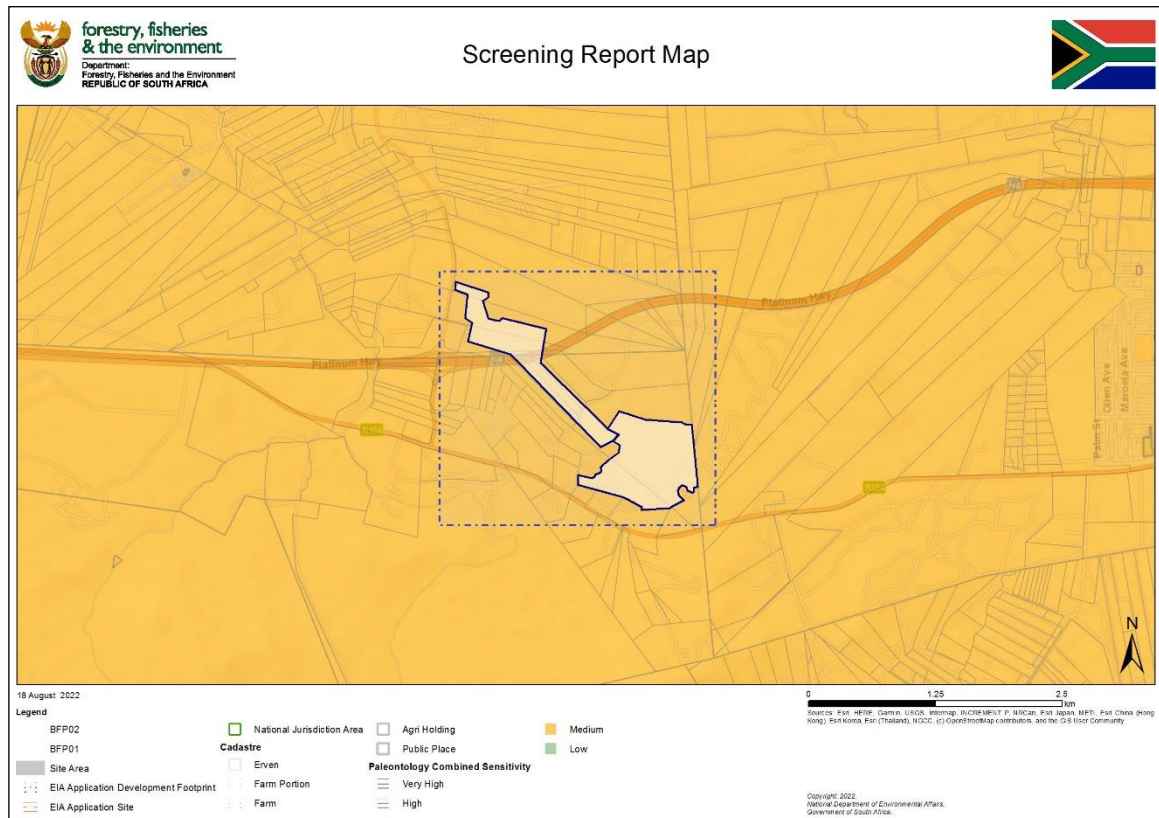 forestry, fisheries
& the environment
Department:
Forestry, Fisheries and the Environment
REPUBLIC OF SOUTH AFRICA
Screening Report Map
Platinum Hwy
Platinum Hwy
Palm St
Ollen Ave
Marcela Ave
N
18 August 2022
0 1.25 2.5
km
Sources: Esri, HERE, Garmin, USGS, Intermap, INCREMENT P, NRCan, Esri Japan, METI, Esri China (Hong
Kong), Esri Korea, Esri (Thailand), NGCC, (c) OpenStreetMap contributors, and the GIS User Community
Legend
BFP02
BFP01
Site Area
EIA Application Development Footprint
EIA Application Site
National Jurisdiction Area
Cadastre
Erven
Farm Portion
Farm
Agri Holding
Public Place
Paleontology Combined Sensitivity
Very High
High
Medium
Low
Copyright: 2022,
National Department of Environmental Affairs,
Government of South Africa.